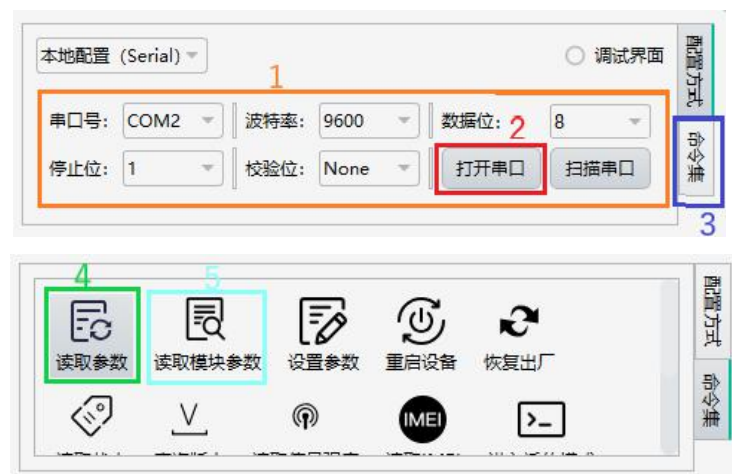 本地配置 (Serial)
调试界面
配置方式
1
串口号: COM2 波特率: 9600 数据位: 8
2
停止位: 1 校验位: None 打开串口 扫描串口
命令集
3
4 5
读取参数 读取模块参数 设置参数 重启设备 恢复出厂
配置方式
IMEI
命令集